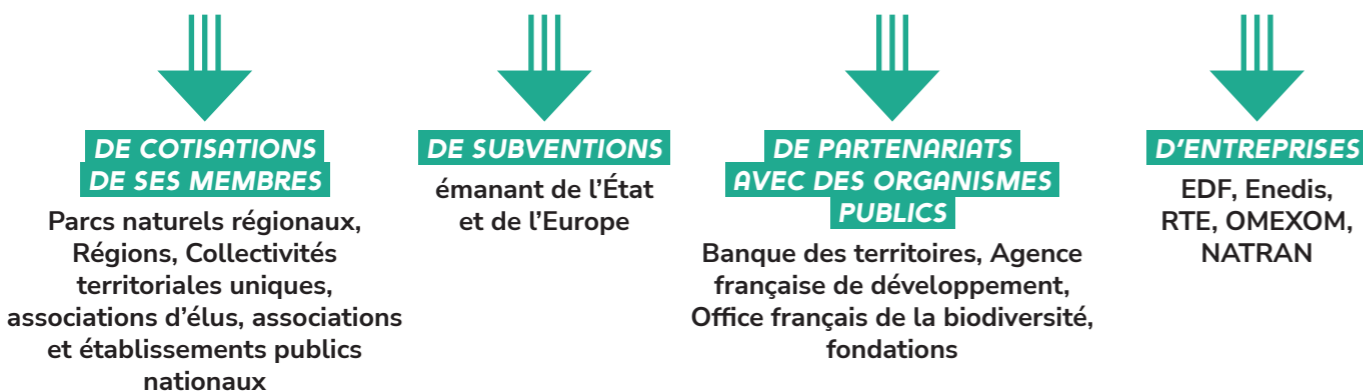 DE COTISATIONS
DE SES MEMBRES
Parcs naturels régionaux,
Régions, Collectivités
territoriales uniques,
associations d'élus, associations
et établissements publics
nationaux
DE SUBVENTIONS
émanant de l'État
et de l'Europe
DE PARTENARIATS
AVEC DES ORGANISMES
PUBLICS
Banque des territoires, Agence
française de développement,
Office français de la biodiversité,
fondations
D'ENTREPRISES
EDF, Enedis,
RTE, OMEXOM,
NATRAN